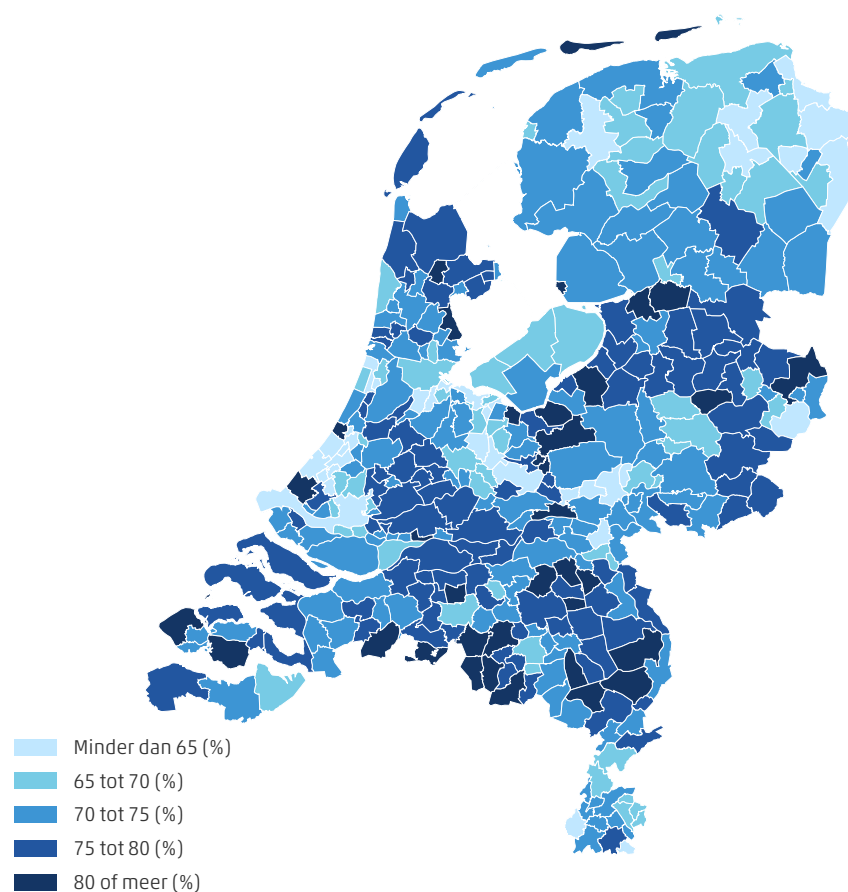 Minder dan 65 (%)
65 tot 70 (%)
70 tot 75 (%)
75 tot 80 (%)
80 of meer (%)